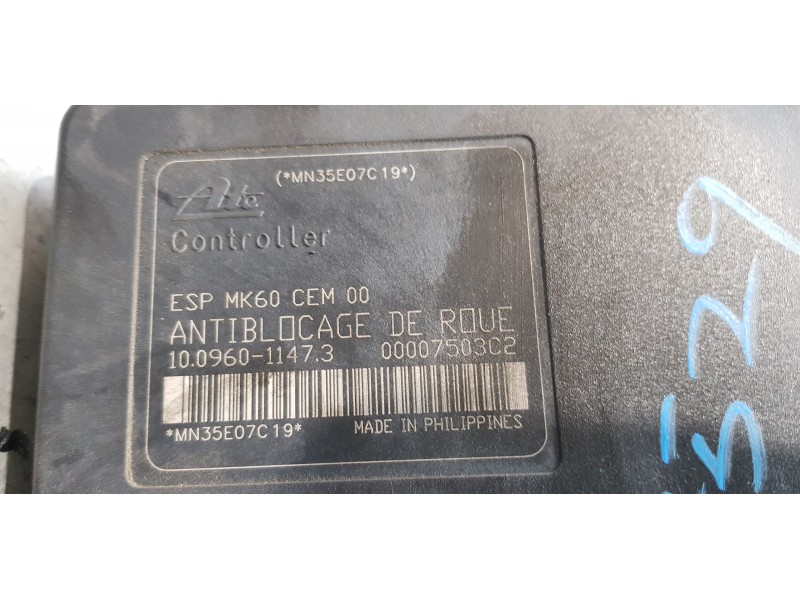 (*MN35E07C19*)
Ate
Controller
ESP MK60 CEM 00
ANTIBLOCAGE DE ROUE
10.0960-1147.3 00007503C2
*MN35E07C19* MADE IN PHILIPPINES
529